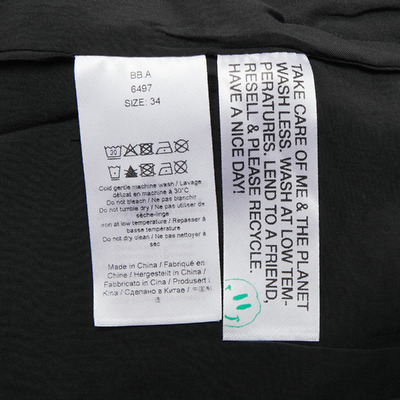 BB.A
6497
SIZE: 34
Cold gentle machine wash / Lavage
délicat en machine à 30°C
Do not bleach / Ne pas blanchir
Do not tumble dry / Ne pas utiliser de
sèche-linge
Iron at low temperature / Repasser à
basse température
Do not dry clean / Ne pas nettoyer à
sec
Made in China / Fabriqué en
Chine / Hergestellt in China /
Fabbricato in Cina / Produsert i
Kina / Сделано в Китае /
TAKE CARE OF ME & THE PLANET
WASH LESS, WASH AT LOW TEM-
PERATURES, LEND TO A FRIEND,
RESELL & PLEASE RECYCLE.
HAVE A NICE DAY!